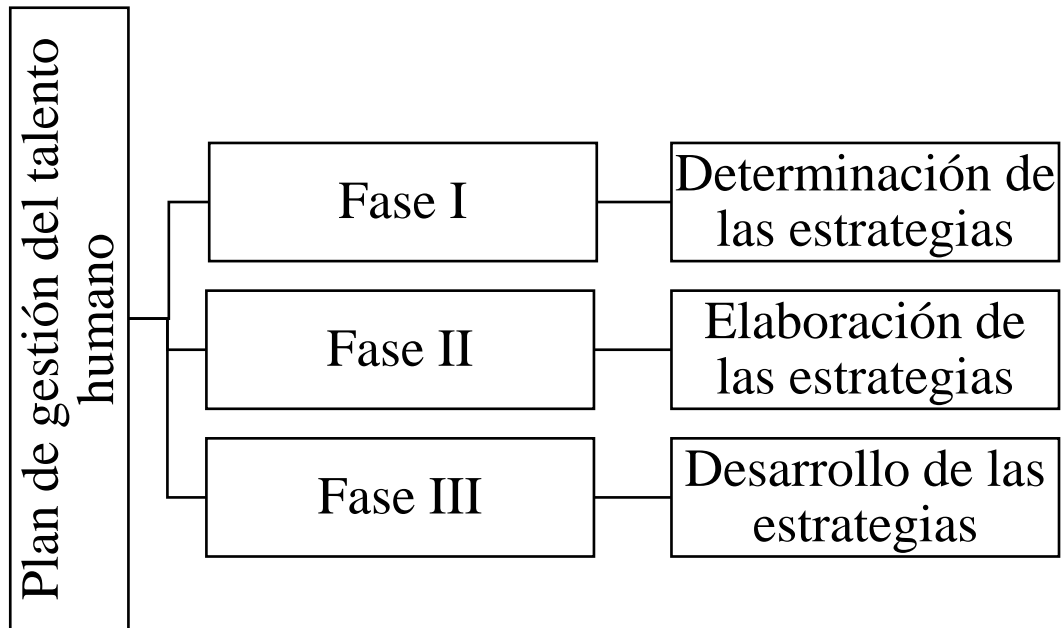 Plan de gestión del talento
humano
Fase I
Determinación de
las estrategias
Fase II
Elaboración de
las estrategias
Fase III
Desarrollo de las
estrategias